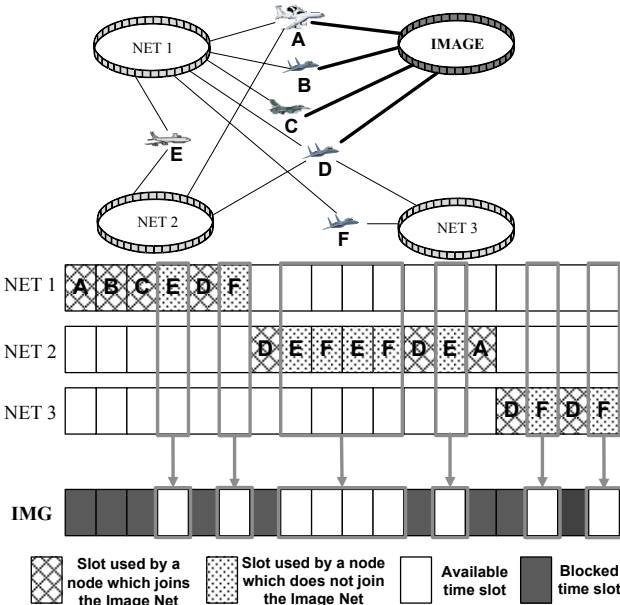 NET 1
A
IMAGE
B
C
E
D
NET 2
F
NET 3
NET 1 A B C E D F
NET 2 D E F E F D E A
NET 3 D F D F
IMG
Slot used by a
node which joins
the Image Net
Slot used by a node
which does not join
the Image Net
Available
time slot
Blocked
time slot